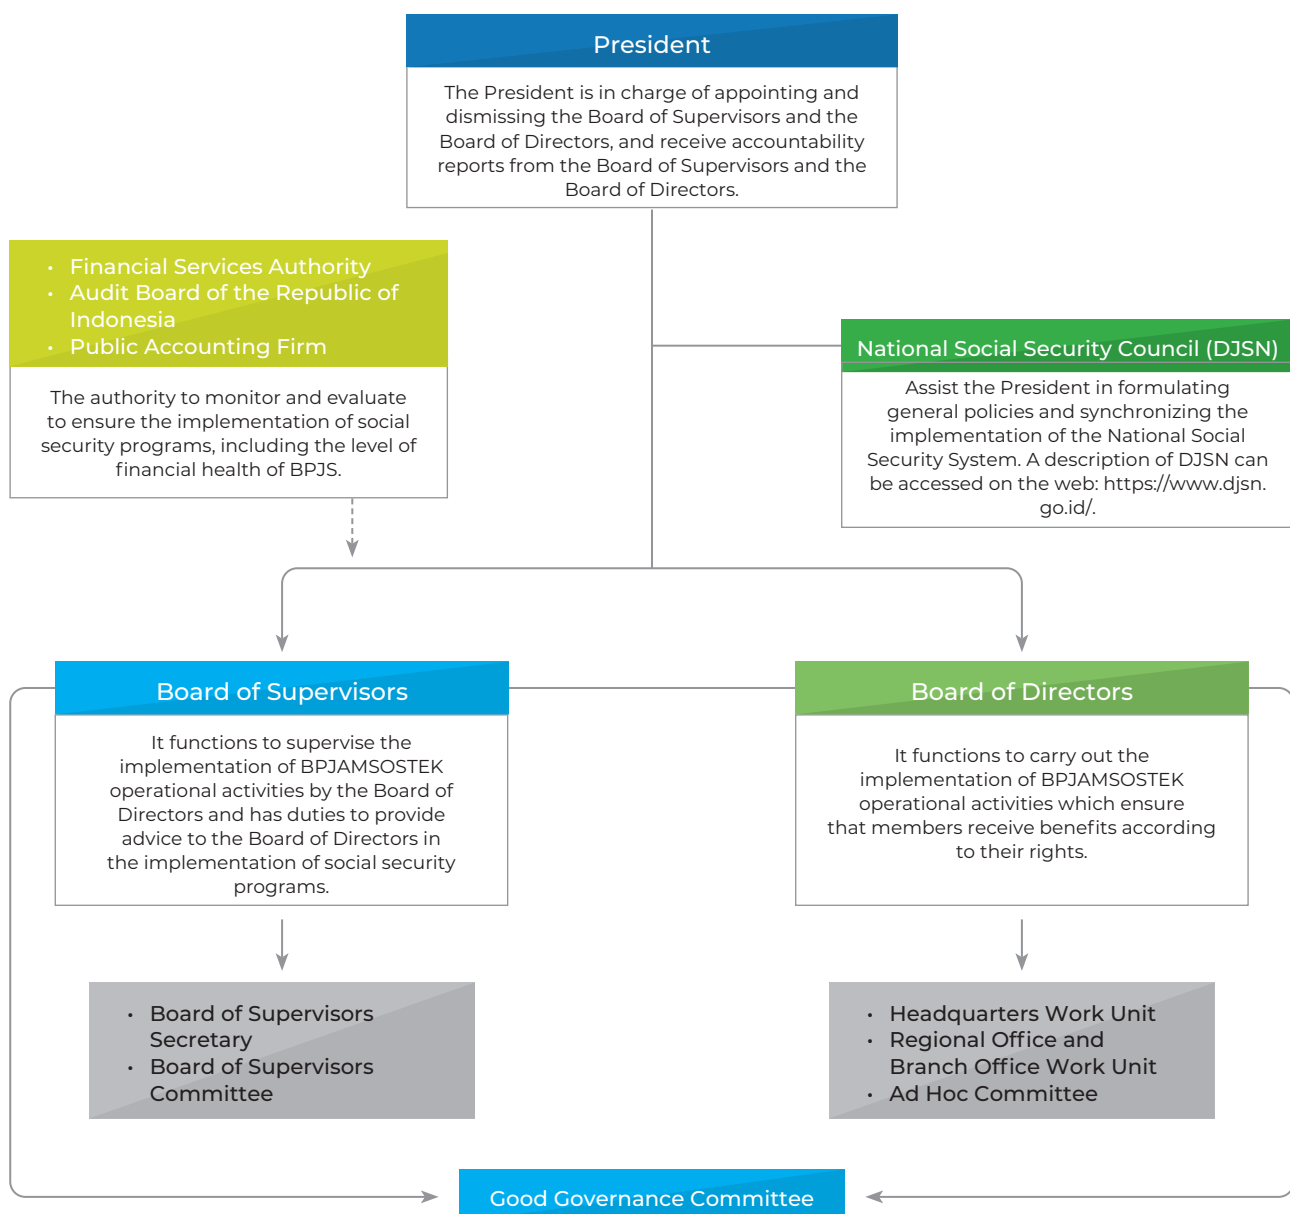 President
The President is in charge of appointing and
dismissing the Board of Supervisors and the
Board of Directors, and receive accountability
reports from the Board of Supervisors and the
Board of Directors.
• Financial Services Authority
• Audit Board of the Republic of
Indonesia
• Public Accounting Firm
The authority to monitor and evaluate
to ensure the implementation of social
security programs, including the level of
financial health of BPJS.
National Social Security Council (DJSN)
Assist the President in formulating
general policies and synchronizing the
implementation of the National Social
Security System. A description of DJSN can
be accessed on the web: https://www.djsn.
go.id/.
Board of Supervisors
It functions to supervise the
implementation of BPJAMSOSTEK
operational activities by the Board of
Directors and has duties to provide
advice to the Board of Directors in
the implementation of social security
programs.
Board of Directors
It functions to carry out the
implementation of BPJAMSOSTEK
operational activities which ensure
that members receive benefits according
to their rights.
• Board of Supervisors
Secretary
• Board of Supervisors
Committee
• Headquarters Work Unit
• Regional Office and
Branch Office Work Unit
• Ad Hoc Committee
Good Governance Committee